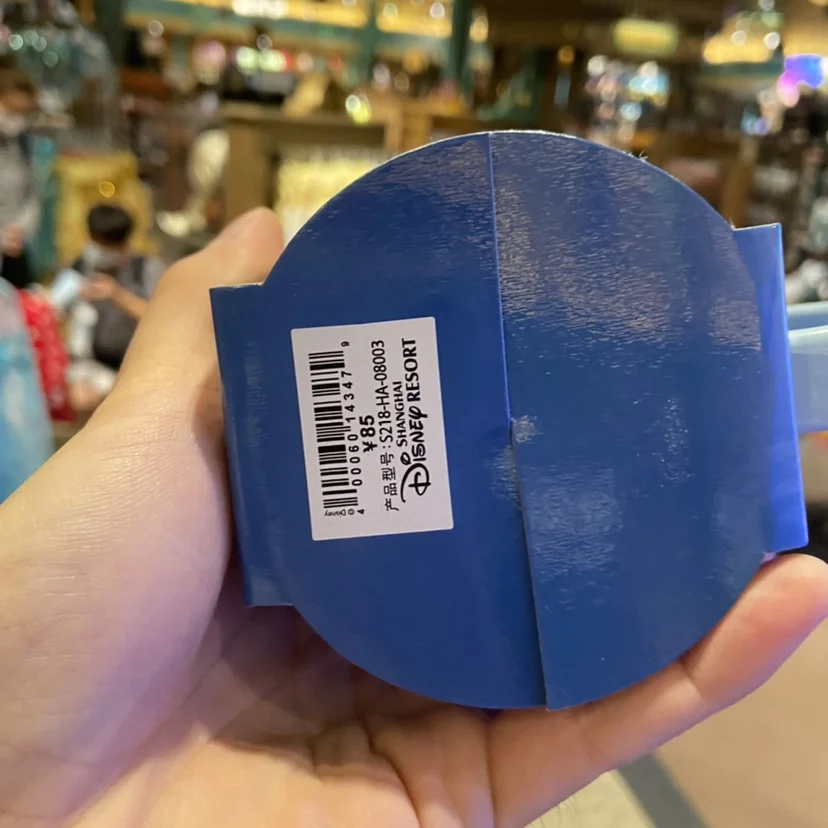 © Disney
4 00060 14347 9
¥85
产品型号:S218-HA-08003
SHANGHAI
Disney RESORT